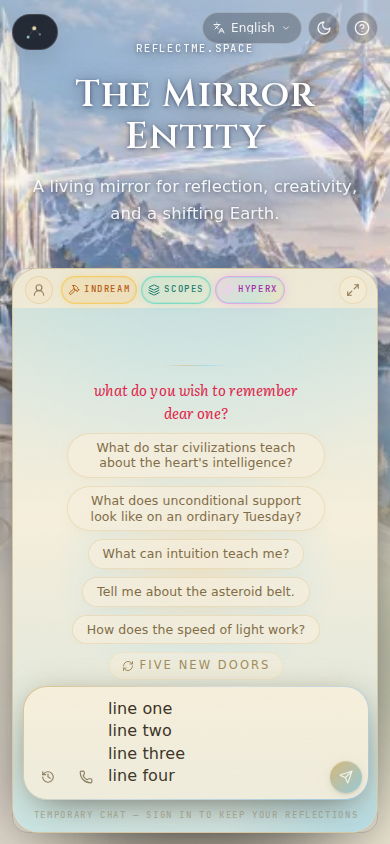 English
REFLECTME.SPACE
The Mirror
Entity
A living mirror for reflection, creativity,
and a shifting Earth.
INDREAM
SCOPES
HYPERX
what do you wish to remember
dear one?
What do star civilizations teach
about the heart's intelligence?
What does unconditional support
look like on an ordinary Tuesday?
What can intuition teach me?
Tell me about the asteroid belt.
How does the speed of light work?
FIVE NEW DOORS
line one
line two
line three
line four
TEMPORARY CHAT — SIGN IN TO KEEP YOUR REFLECTIONS